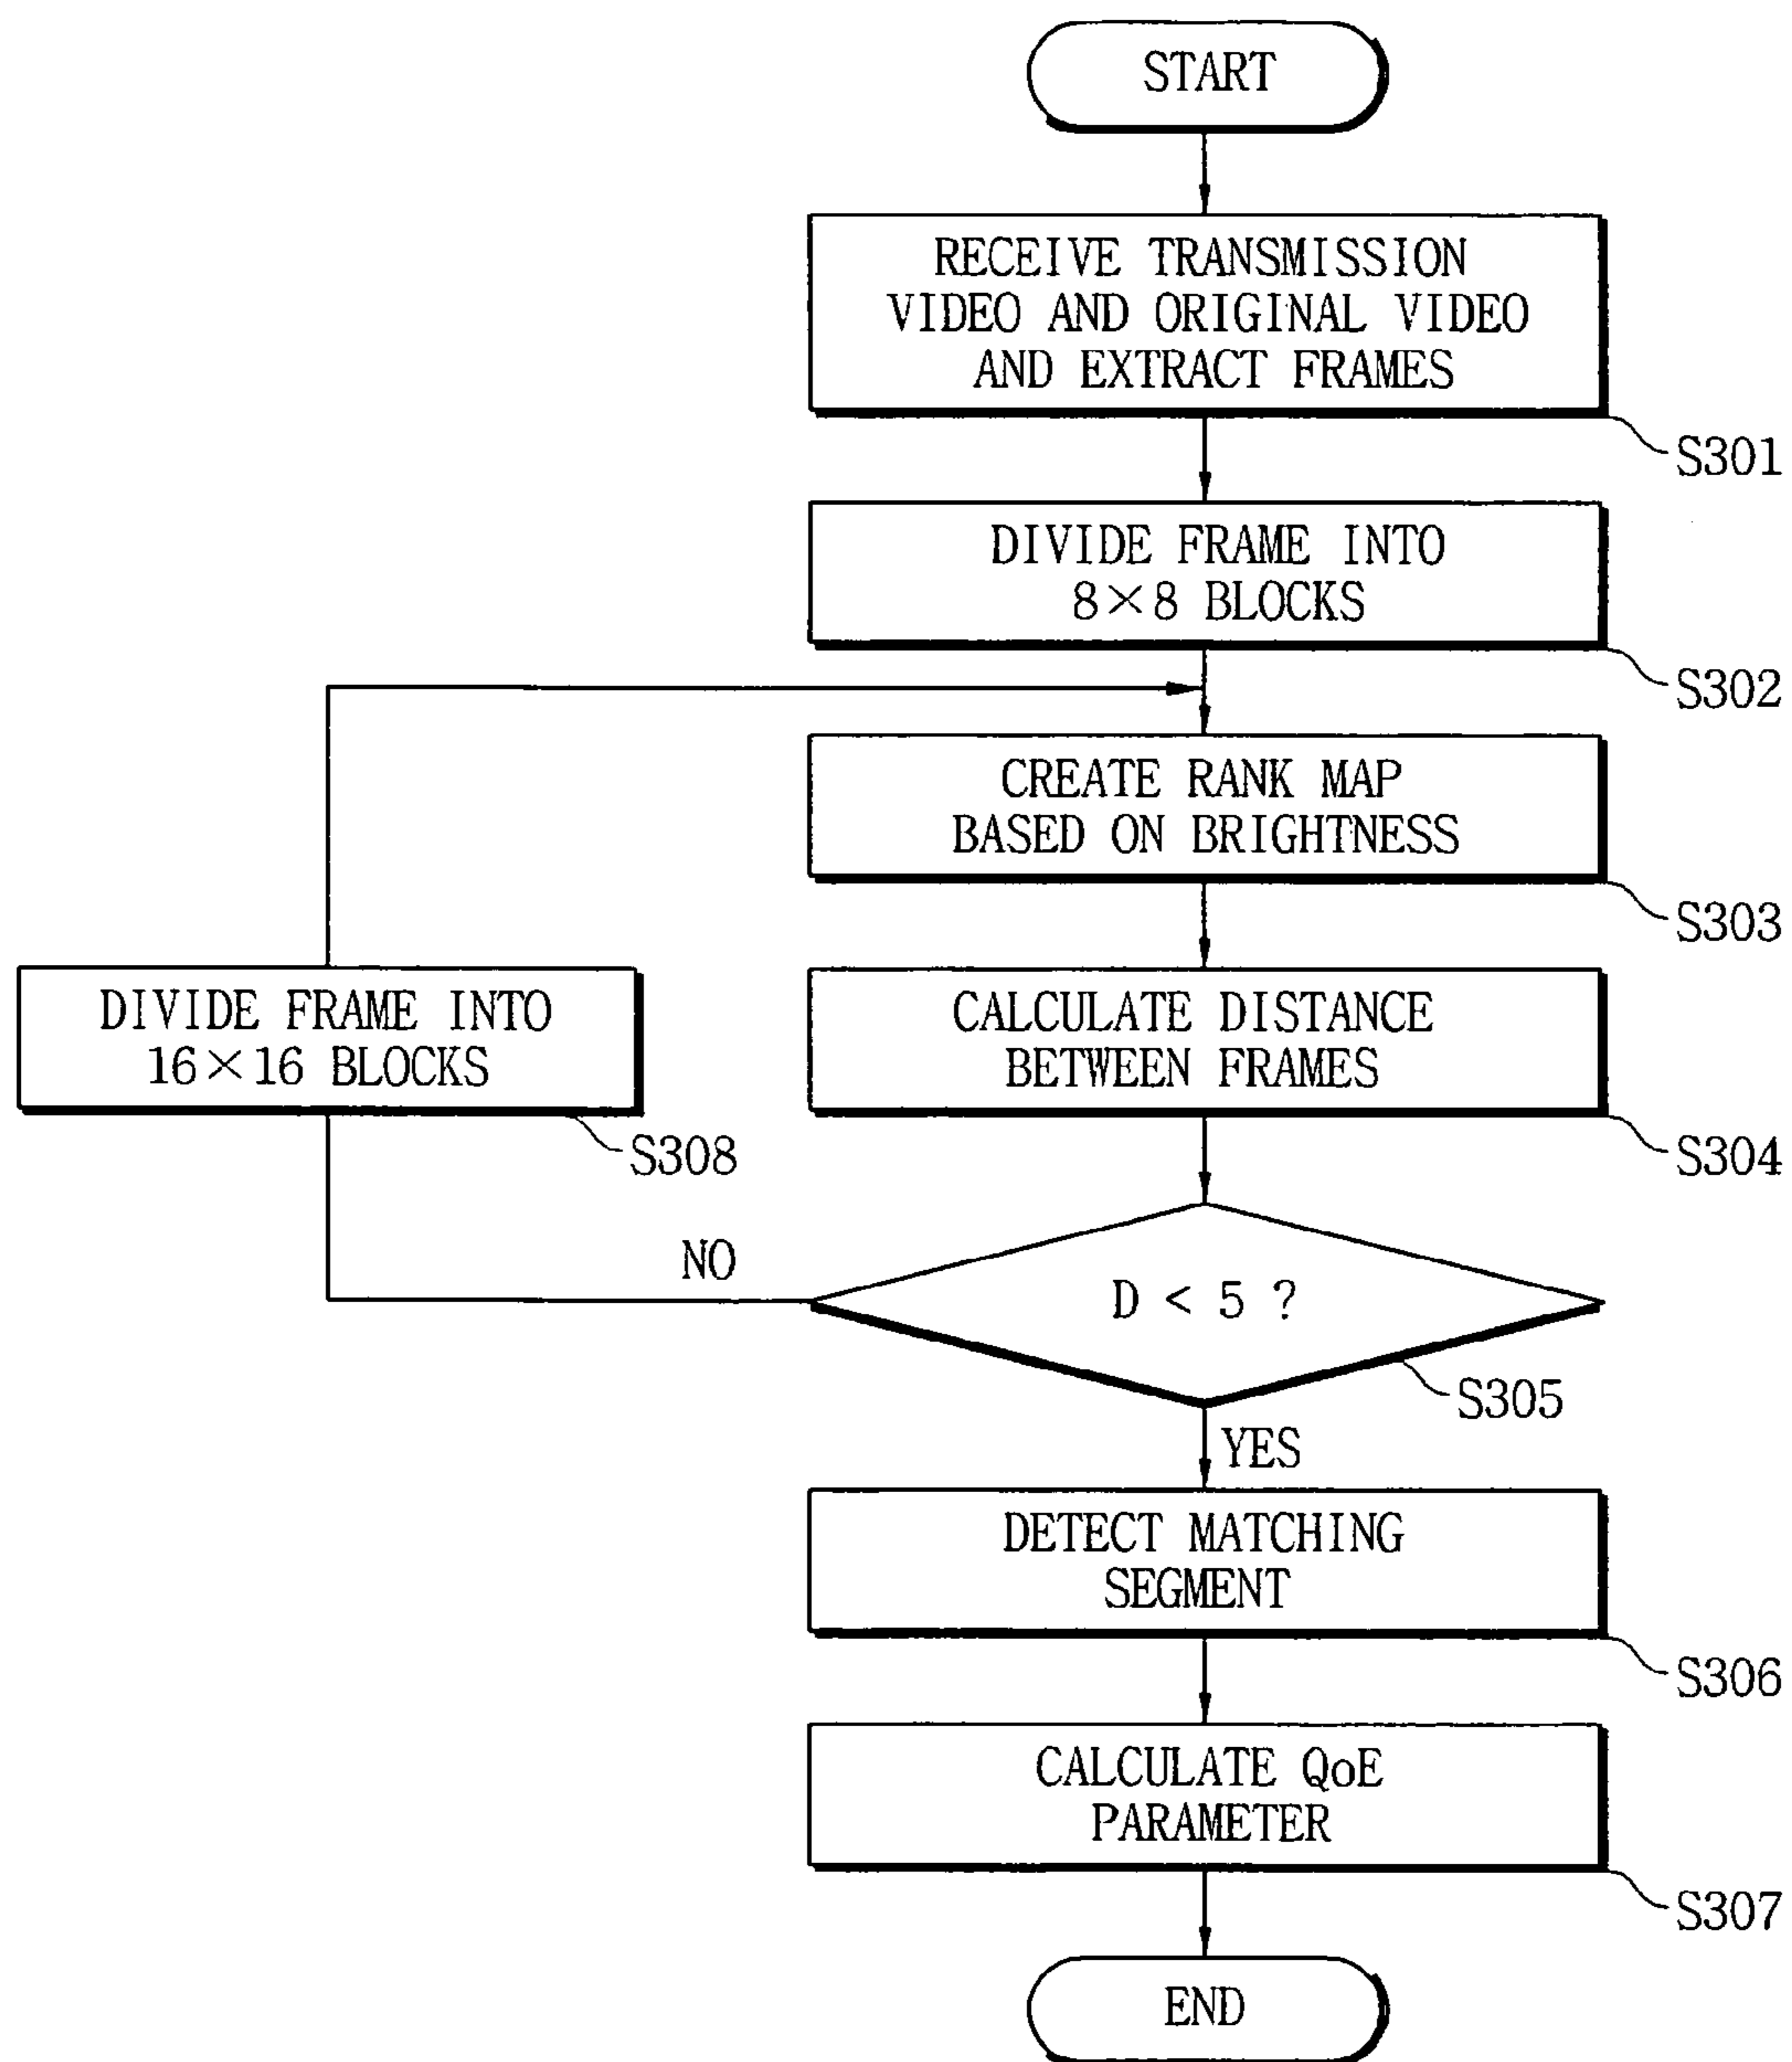 START
RECEIVE TRANSMISSION
VIDEO AND ORIGINAL VIDEO
AND EXTRACT FRAMES
S301
DIVIDE FRAME INTO
8×8 BLOCKS
S302
CREATE RANK MAP
BASED ON BRIGHTNESS
S303
DIVIDE FRAME INTO
16×16 BLOCKS
S308
CALCULATE DISTANCE
BETWEEN FRAMES
S304
NO
D < 5 ?
S305
YES
DETECT MATCHING
SEGMENT
S306
CALCULATE QoE
PARAMETER
S307
END